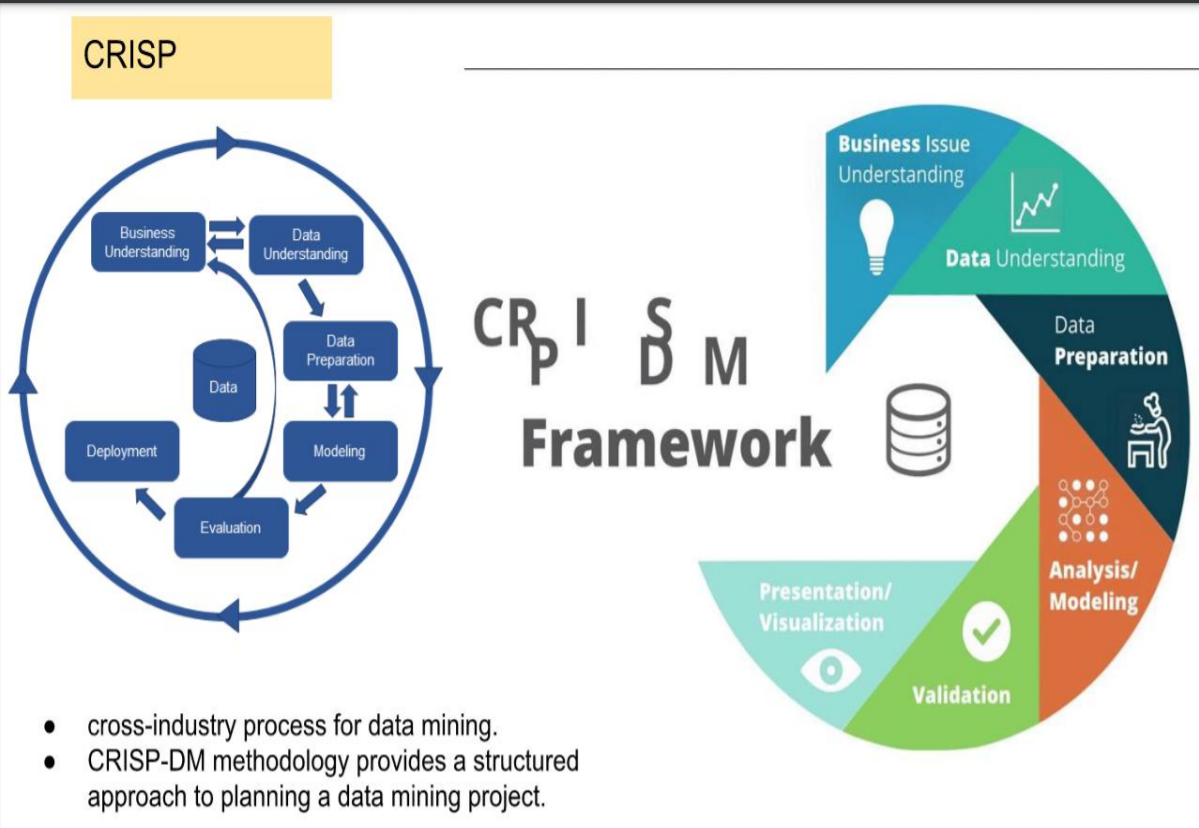 CRISP
Business
Understanding
Data
Understanding
Data
Preparation
Data
Deployment
Modeling
Evaluation
CRISP DM
Framework
Business Issue
Understanding
Data Understanding
Data
Preparation
Analysis/
Modeling
Validation
Presentation/
Visualization
● cross-industry process for data mining.
● CRISP-DM methodology provides a structured
approach to planning a data mining project.